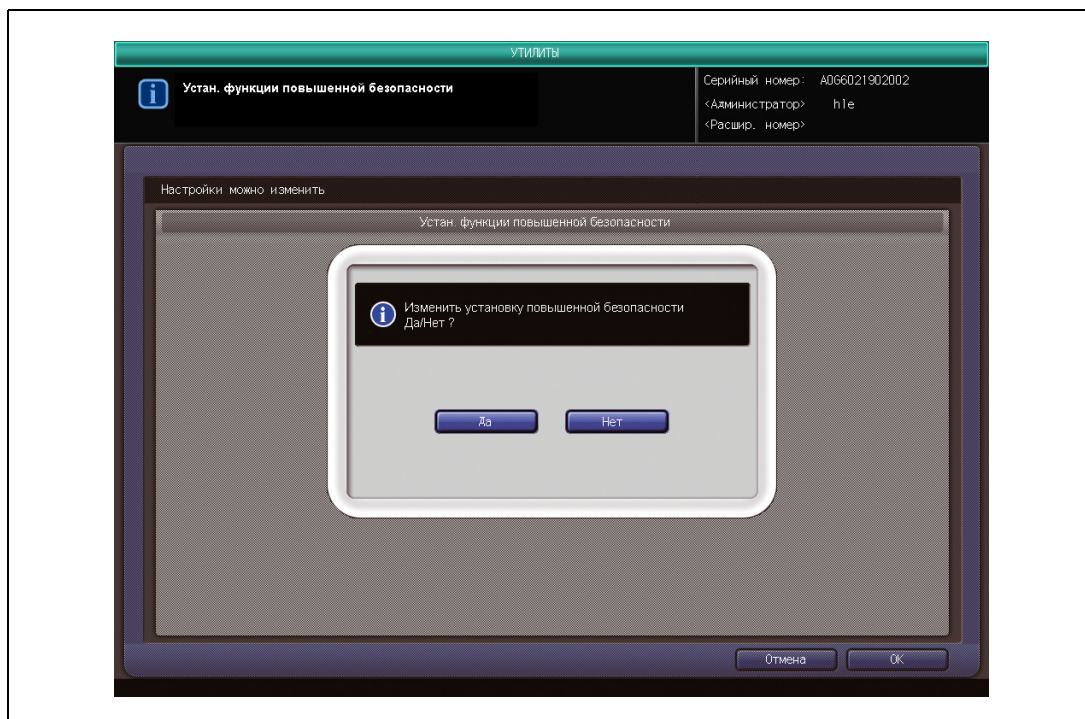 УТИЛИТЫ
Устан. функции повышенной безопасности
Серийный номер: A0G6021902002
<Администратор> hle
<Расшир. номер>
Настройки можно изменить
Устан. функции повышенной безопасности
Изменить установку повышенной безопасности
Да/Нет ?
Да
Нет
Отмена
OK